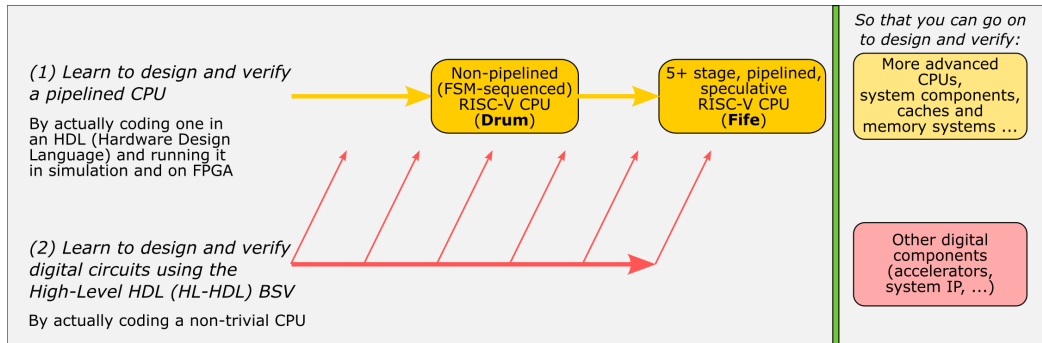 (1) Learn to design and verify
a pipelined CPU
By actually coding one in
an HDL (Hardware Design
Language) and running it
in simulation and on FPGA
Non-pipelined
(FSM-sequenced)
RISC-V CPU
(Drum)
5+ stage, pipelined,
speculative
RISC-V CPU
(Fife)
(2) Learn to design and verify
digital circuits using the
High-Level HDL (HL-HDL) BSV
By actually coding a non-trivial CPU
So that you can go on
to design and verify:
More advanced
CPUs,
system components,
caches and
memory systems ...
Other digital
components
(accelerators,
system IP, ...)